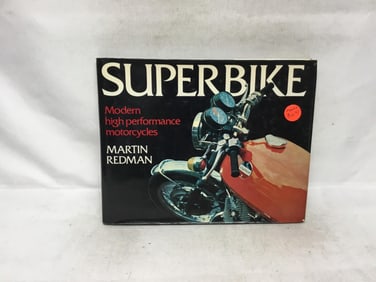 SUPERBIKE
Modern
high performance
motorcycles
MARTIN
REDMAN